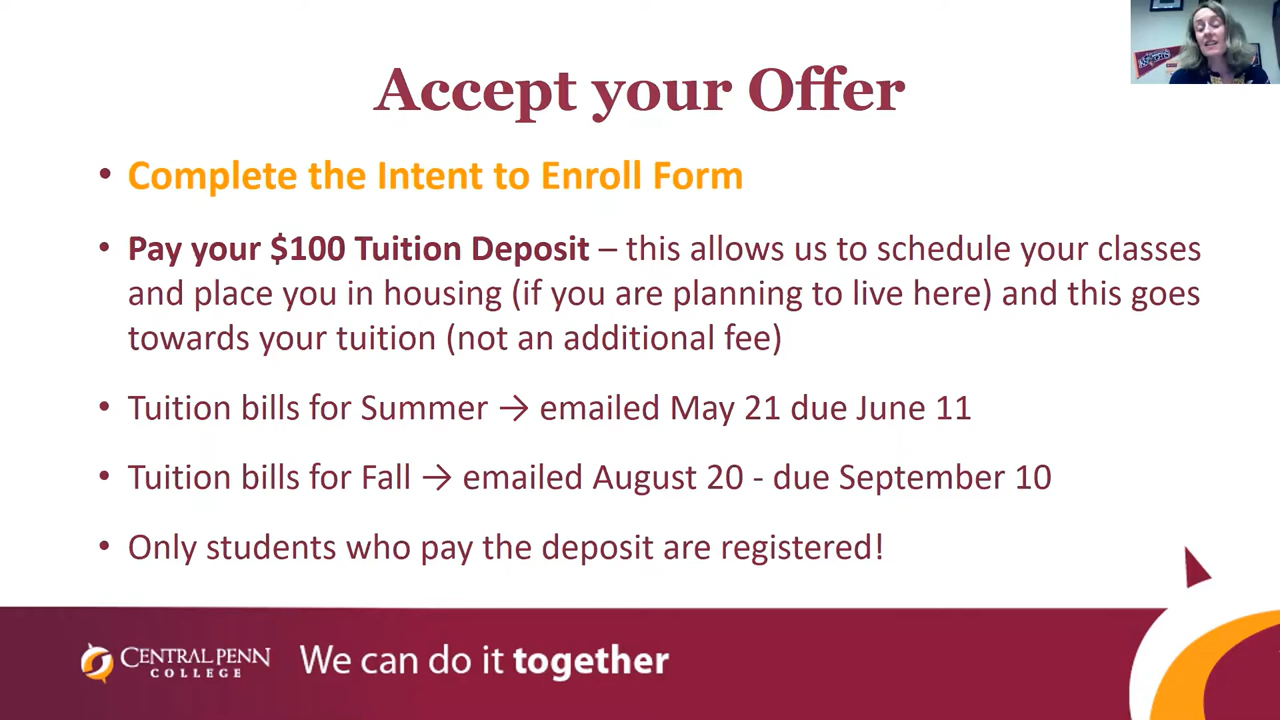 Accept your Offer
• Complete the Intent to Enroll Form
• Pay your $100 Tuition Deposit – this allows us to schedule your classes
and place you in housing (if you are planning to live here) and this goes
towards your tuition (not an additional fee)
• Tuition bills for Summer → emailed May 21 due June 11
• Tuition bills for Fall → emailed August 20 - due September 10
• Only students who pay the deposit are registered!
CENTRAL PENN
COLLEGE
We can do it together